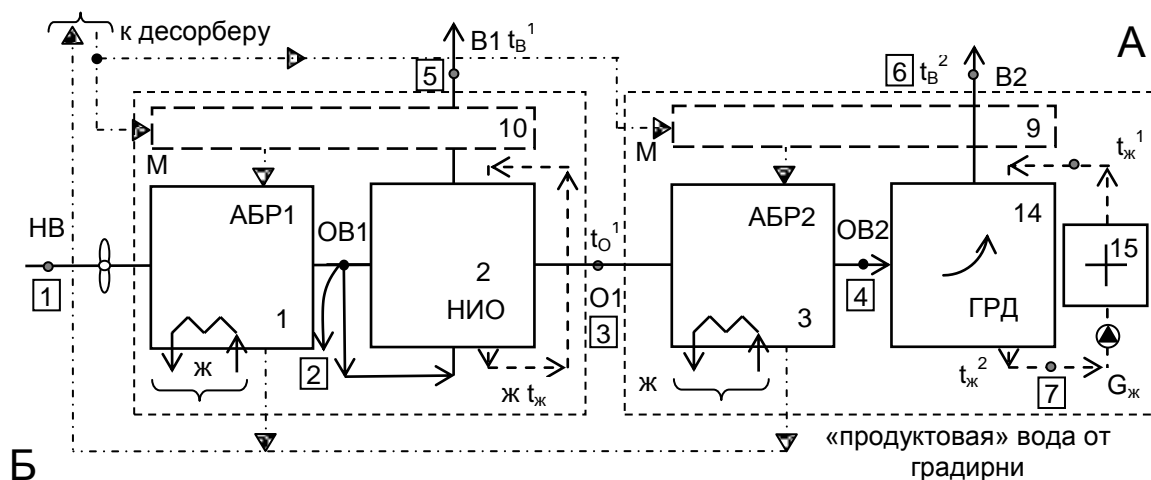 к десорберу
В1 tВ¹
5
А
6 tВ²
В2
10
9
М
М
tж¹
АБР1
АБР2
14
НВ
ОВ1
tО¹
ОВ2
15
1
2
НИО
О1
3
4
ГРД
1
3
ж
2
ж tж
ж
tж²
7
Gж
Б
«продуктовая» вода от
градирни